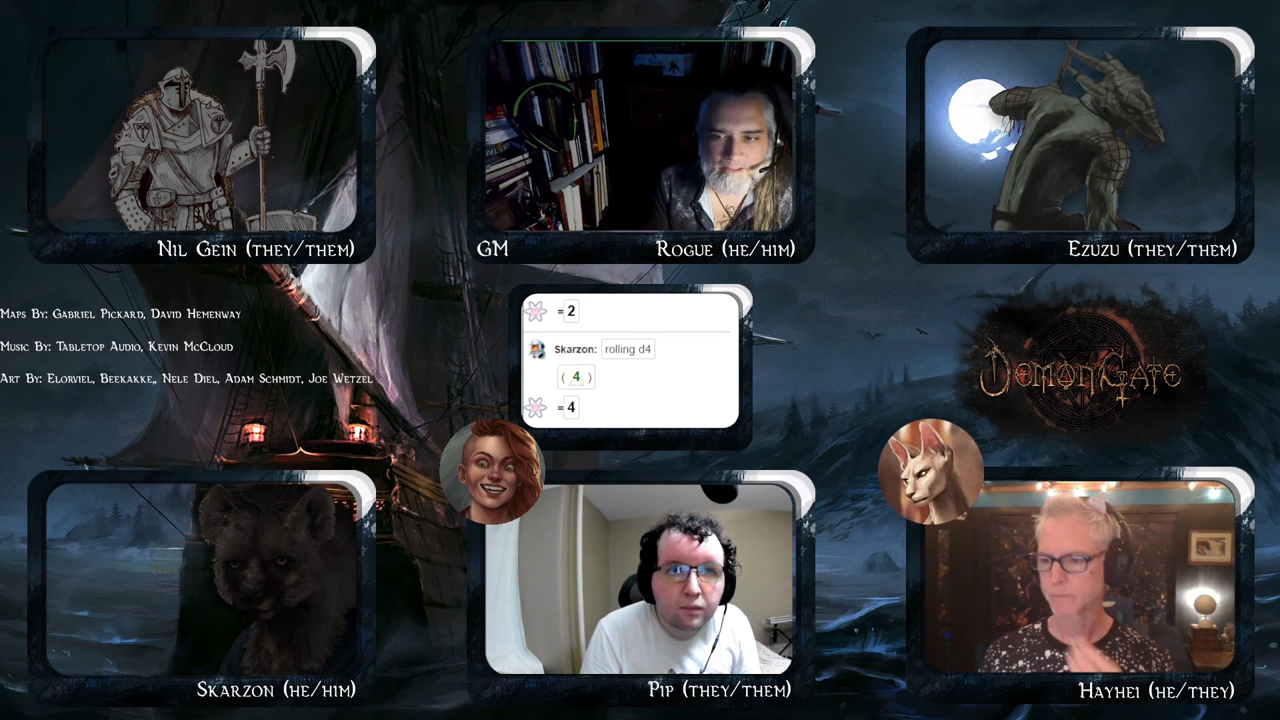 Nil Gein (they/them)
GM
Rogue (he/him)
Ezuzu (they/them)
Maps By: Gabriel Pickard, David Hemenway
Music By: Tabletop Audio, Kevin McCloud
Art By: Elorviel, Beekakke,, Nele Diel, Adam Schmidt, Joe Wetzel
=2
Skarzon: rolling d4
( 4 )
=4
DemonGate
Skarzon (he/him)
Pip (they/them)
Hayhei (he/they)